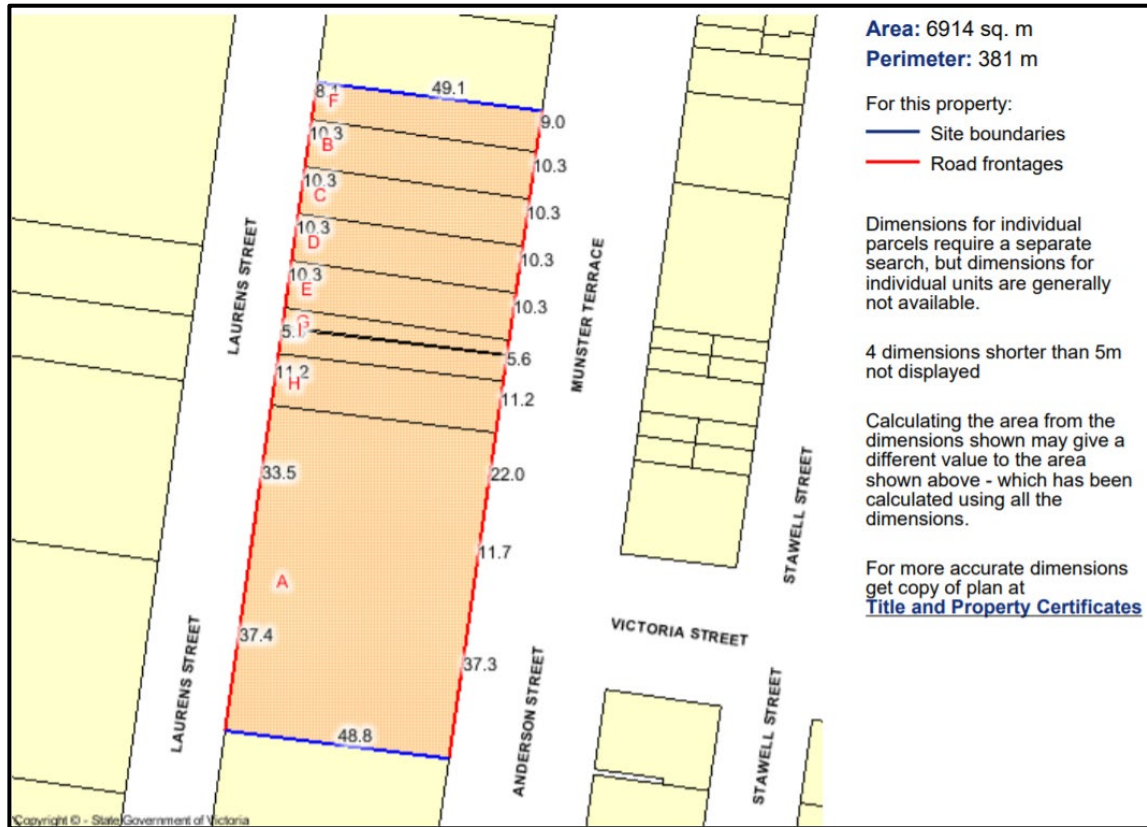 Area: 6914 sq. m
Perimeter: 381 m
For this property:
Site boundaries
Road frontages
Dimensions for individual
parcels require a separate
search, but dimensions for
individual units are generally
not available.
4 dimensions shorter than 5m
not displayed
Calculating the area from the
dimensions shown may give a
different value to the area
shown above - which has been
calculated using all the
dimensions.
For more accurate dimensions
get copy of plan at
Title and Property Certificates
49.1
F
9.0
10.3
B
10.3
10.3
C
10.3
10.3
D
10.3
10.3
E
10.3
G
5.6
11.2
H
11.2
33.5
22.0
11.7
A
37.4
37.3
48.8
LAURENS STREET
MUNSTER TERRACE
STAWELL STREET
VICTORIA STREET
LAURENS STREET
ANDERSON STREET
STAWELL STREET
Copyright © - State Government of Victoria